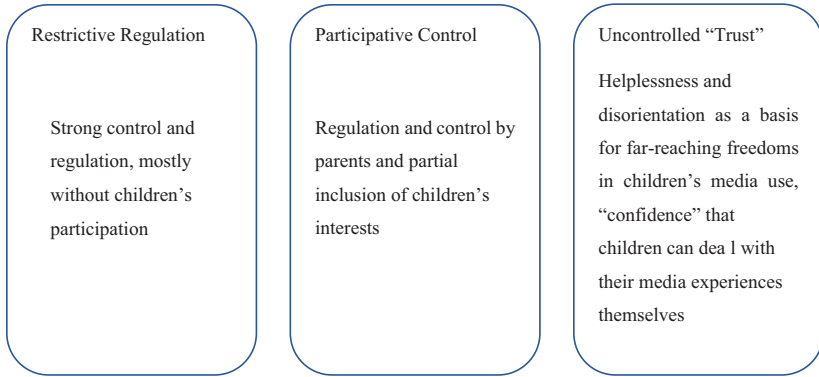 Restrictive Regulation
Strong control and
regulation, mostly
without children’s
participation
Participative Control
Regulation and control by
parents and partial
inclusion of children’s
interests
Uncontrolled “Trust”
Helplessness and
disorientation as a basis
for far-reaching freedoms
in children’s media use,
“confidence” that
children can dea l with
their media experiences
themselves